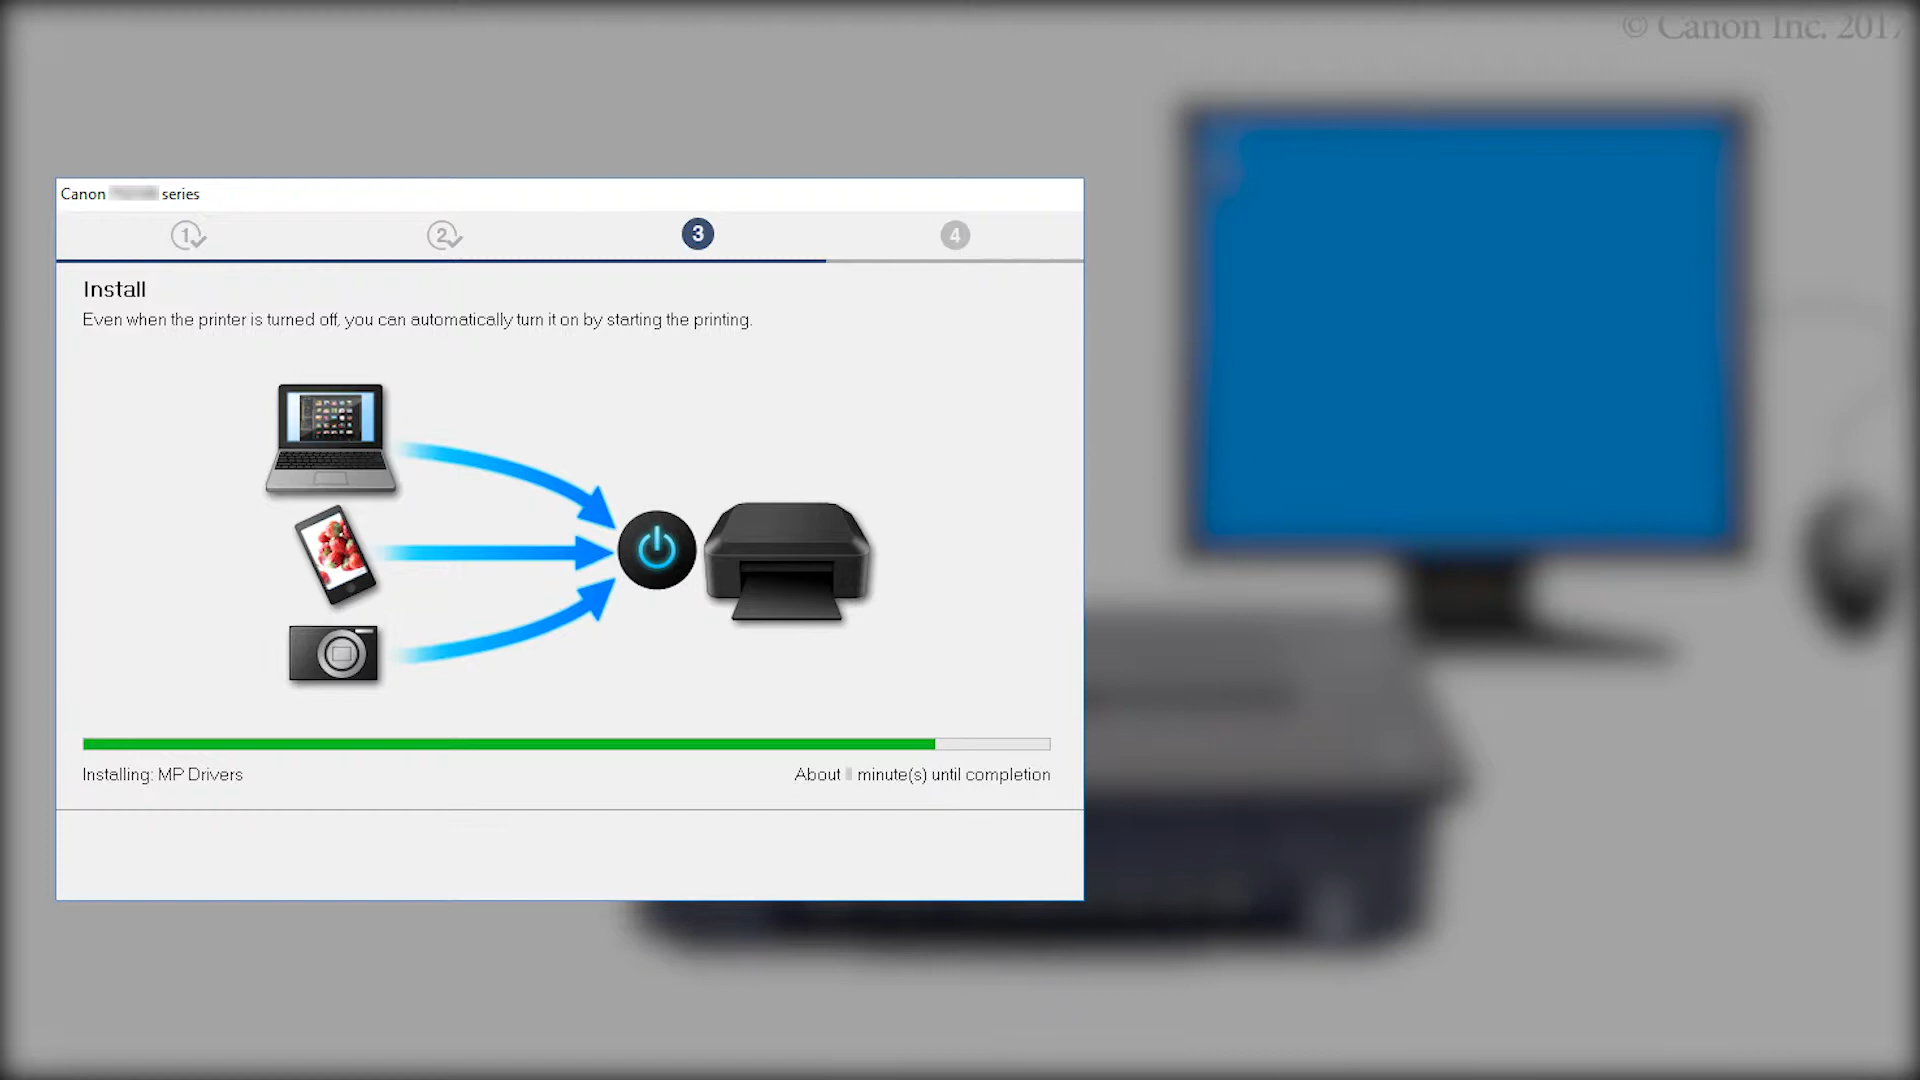 © Canon Inc. 2017
Canon series
1
2
3
4
Install
Even when the printer is turned off, you can automatically turn it on by starting the printing.
Installing: MP Drivers
About minute(s) until completion